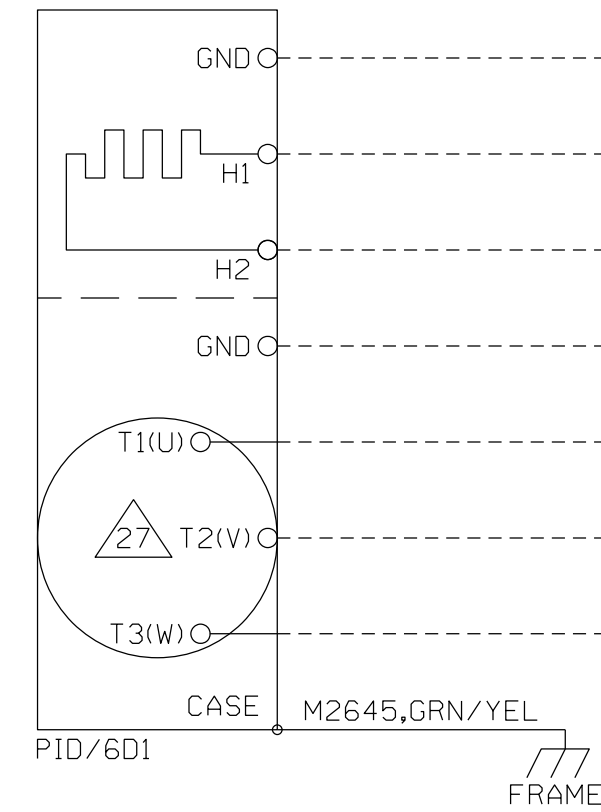 GND
H1
H2
GND
T1(U)
27 T2(V)
T3(W)
CASE M2645,GRN/YEL
PID/6D1
FRAME